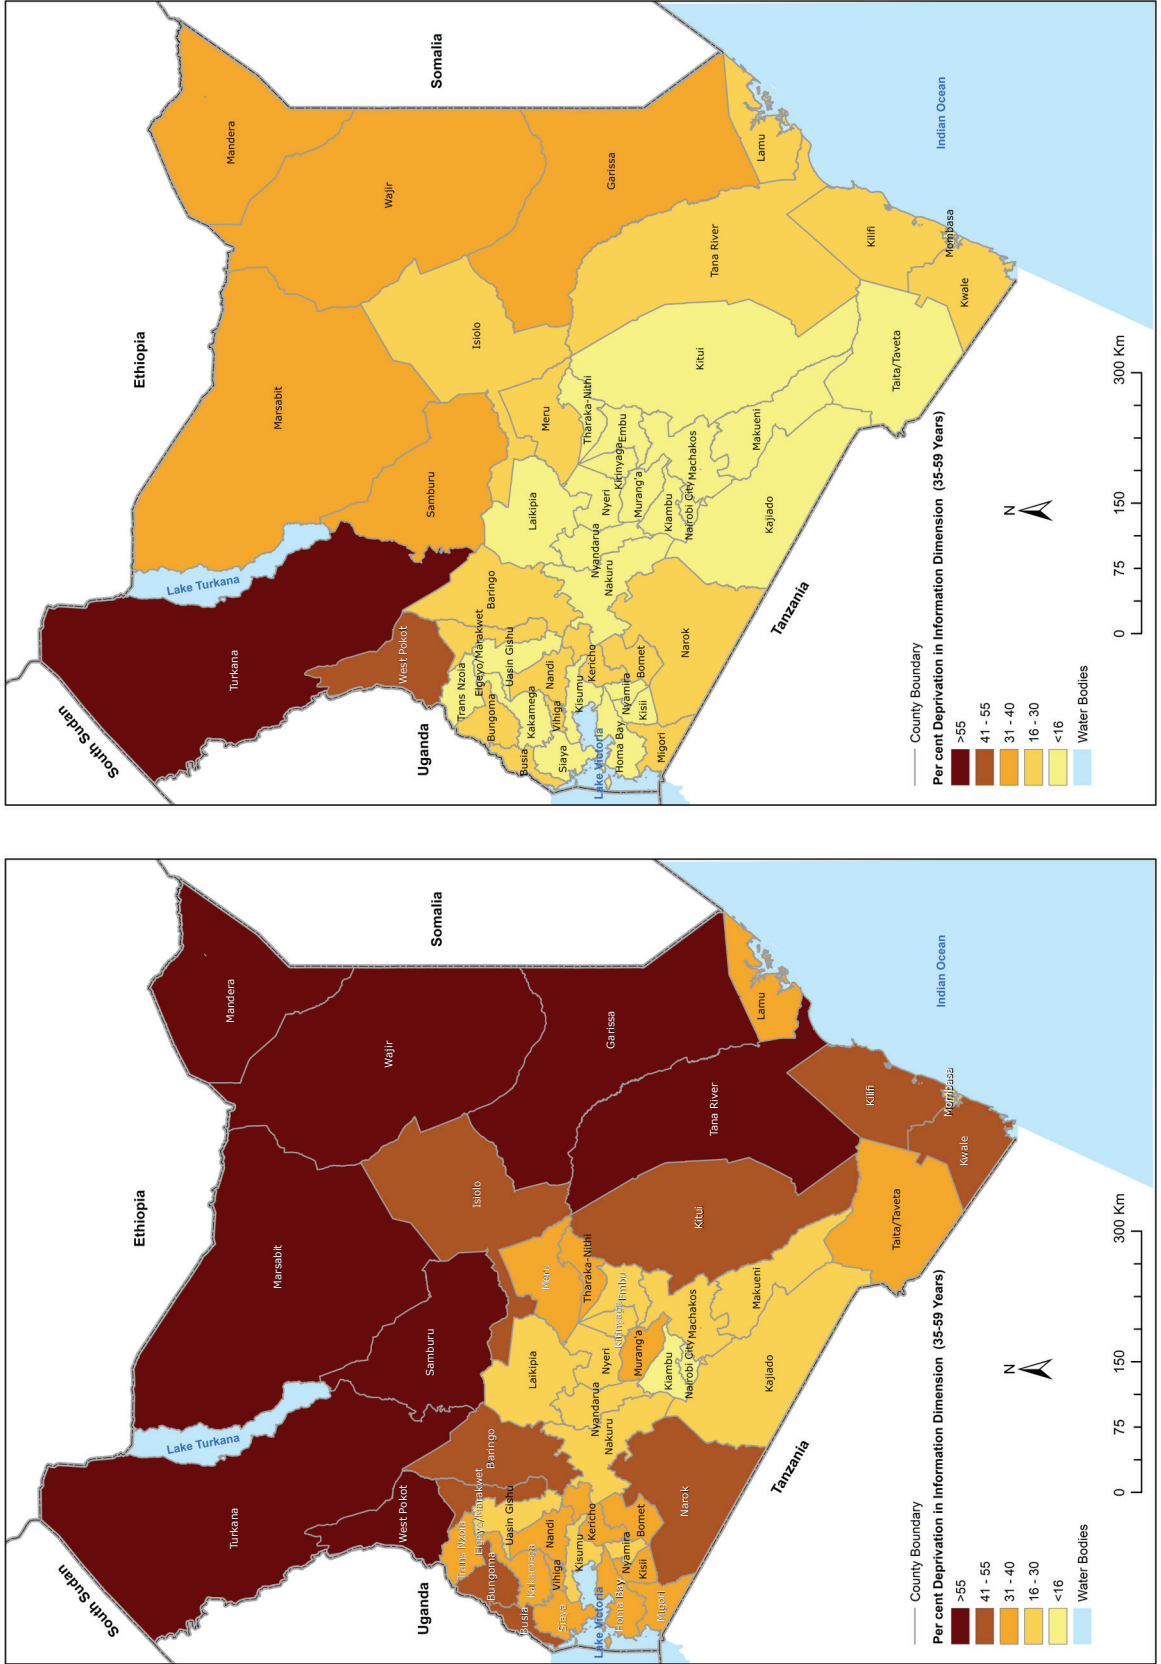 Ethiopia
South Sudan
Somalia
Uganda
Tanzania
Lake Turkana
Lake Victoria
Indian Ocean
Mandera
Wajir
Marsabit
Turkana
Garissa
Samburu
Isiolo
West Pokot
Baringo
Trans Nzoia
Elgeyo/Marakwet
Uasin Gishu
Bungoma
Kakamega
Busia
Nandi
Vihiga
Siaya
Kisumu
Kericho
Homa Bay
Nyamira
Kisii
Bomet
Migori
Narok
Nakuru
Nyandarua
Laikipia
Meru
Tharaka-Nithi
Embu
Kirinyaga
Nyeri
Murang'a
Kiambu
Nairobi City
Machakos
Makueni
Kajiado
Kitui
Tana River
Lamu
Kilifi
Mombasa
Kwale
Taita/Taveta
N
0 75 150 300 Km
County Boundary
Per cent Deprivation in Information Dimension (35-59 Years)
>55
41 - 55
31 - 40
16 - 30
<16
Water Bodies
Ethiopia
South Sudan
Somalia
Uganda
Tanzania
Lake Turkana
Lake Victoria
Indian Ocean
Mandera
Wajir
Marsabit
Turkana
Garissa
Samburu
Isiolo
West Pokot
Baringo
Trans Nzoia
Elgeyo/Marakwet
Uasin Gishu
Bungoma
Kakamega
Busia
Nandi
Vihiga
Siaya
Kisumu
Kericho
Homa Bay
Nyamira
Kisii
Bomet
Migori
Narok
Nakuru
Nyandarua
Laikipia
Meru
Tharaka-Nithi
Embu
Kirinyaga
Nyeri
Murang'a
Kiambu
Nairobi City
Machakos
Makueni
Kajiado
Kitui
Tana River
Lamu
Kilifi
Mombasa
Kwale
Taita/Taveta
N
0 75 150 300 Km
County Boundary
Per cent Deprivation in Information Dimension (35-59 Years)
>55
41 - 55
31 - 40
16 - 30
<16
Water Bodies